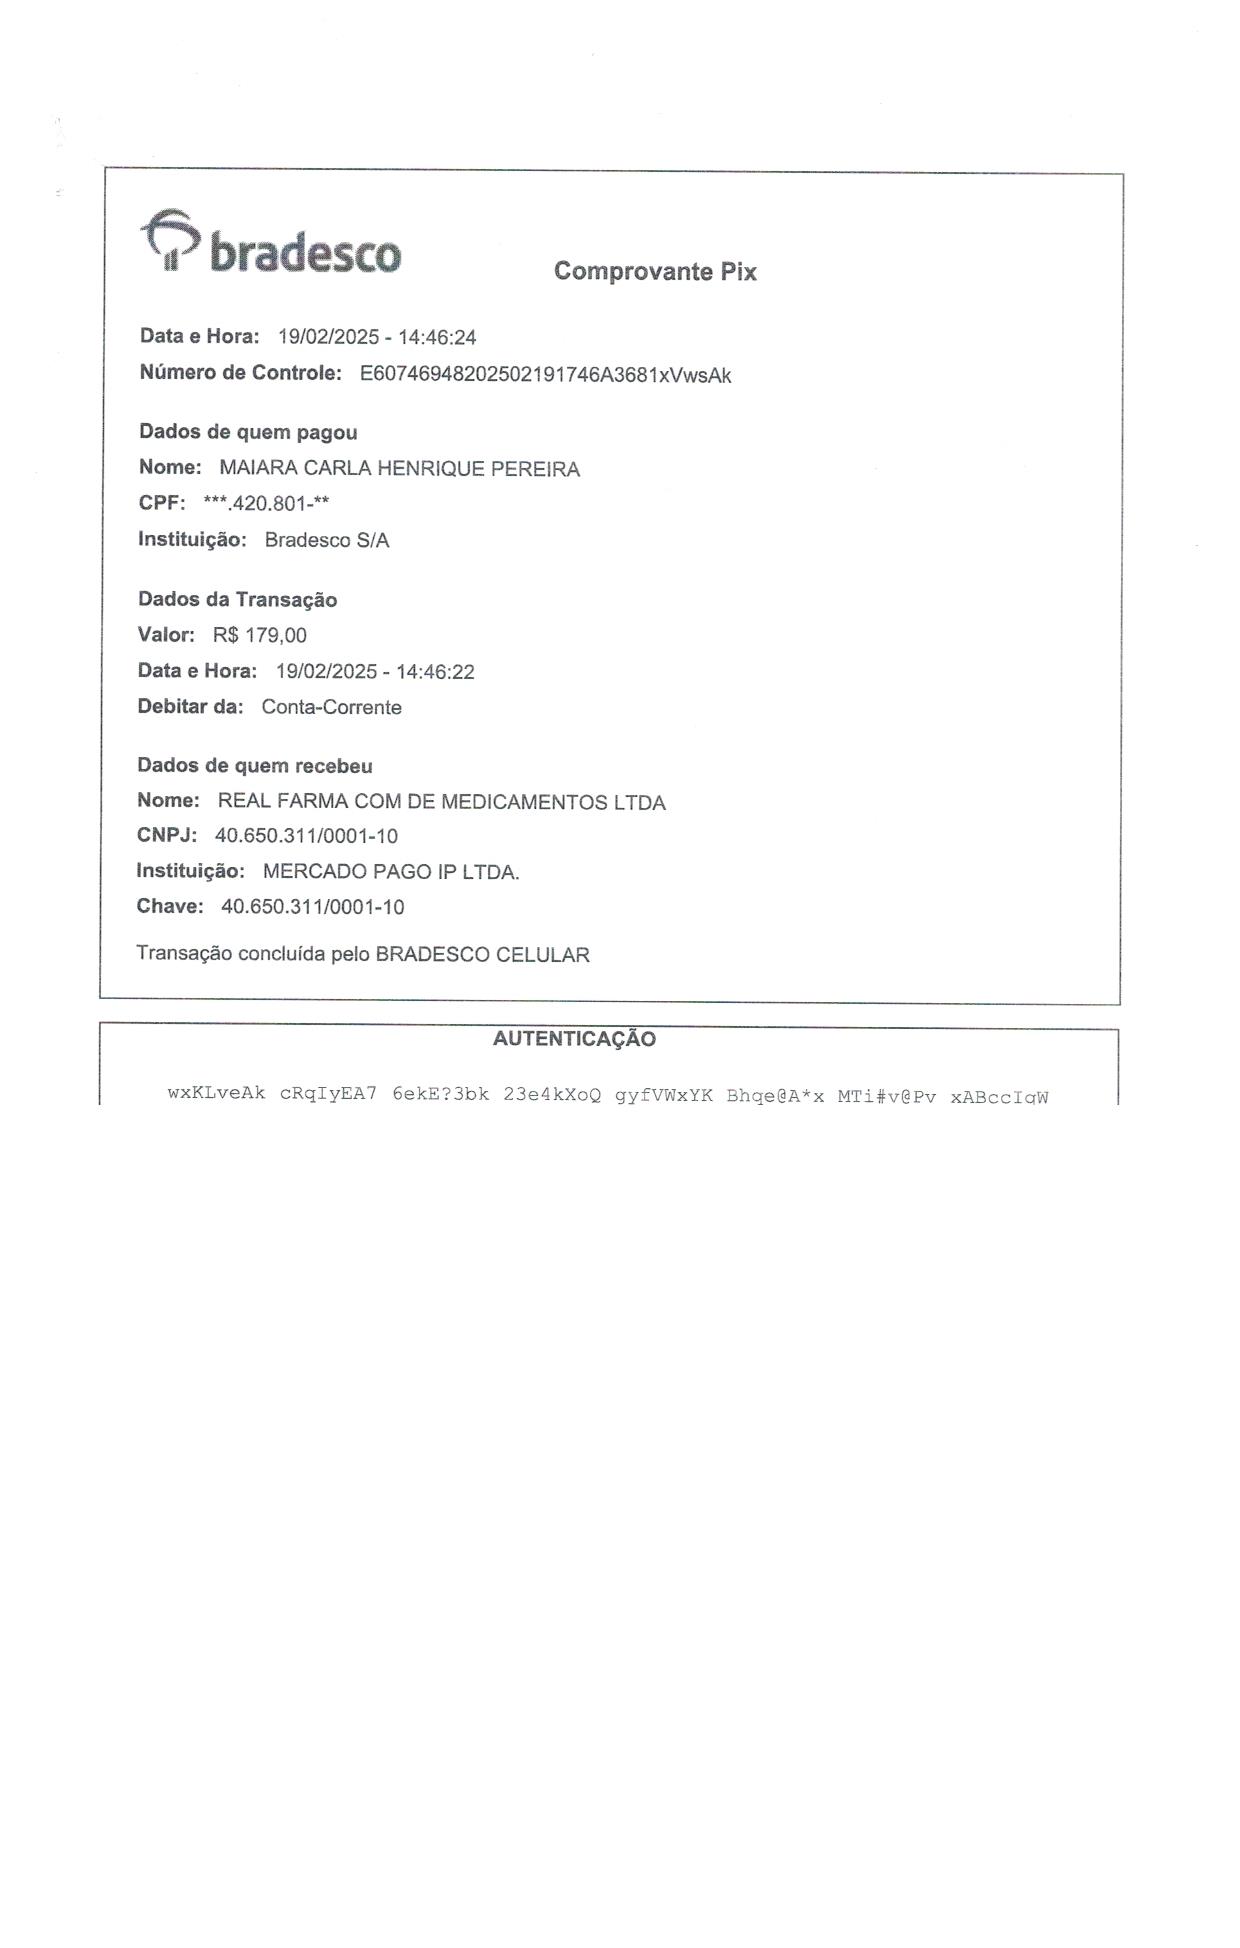 bradesco
Comprovante Pix
Data e Hora: 19/02/2025 - 14:46:24
Número de Controle: E60746948202502191746A3681xVwsAk
Dados de quem pagou
Nome: MAIARA CARLA HENRIQUE PEREIRA
CPF: ***.420.801-**
Instituição: Bradesco S/A
Dados da Transação
Valor: R$ 179,00
Data e Hora: 19/02/2025 - 14:46:22
Debitar da: Conta-Corrente
Dados de quem recebeu
Nome: REAL FARMA COM DE MEDICAMENTOS LTDA
CNPJ: 40.650.311/0001-10
Instituição: MERCADO PAGO IP LTDA.
Chave: 40.650.311/0001-10
Transação concluída pelo BRADESCO CELULAR
AUTENTICAÇÃO
wxKLveAk cRqIyEA7 6ekE?3bk 23e4kXoQ gyfVWxYK Bhqe@A*x MTi#v@Pv xABccIqW